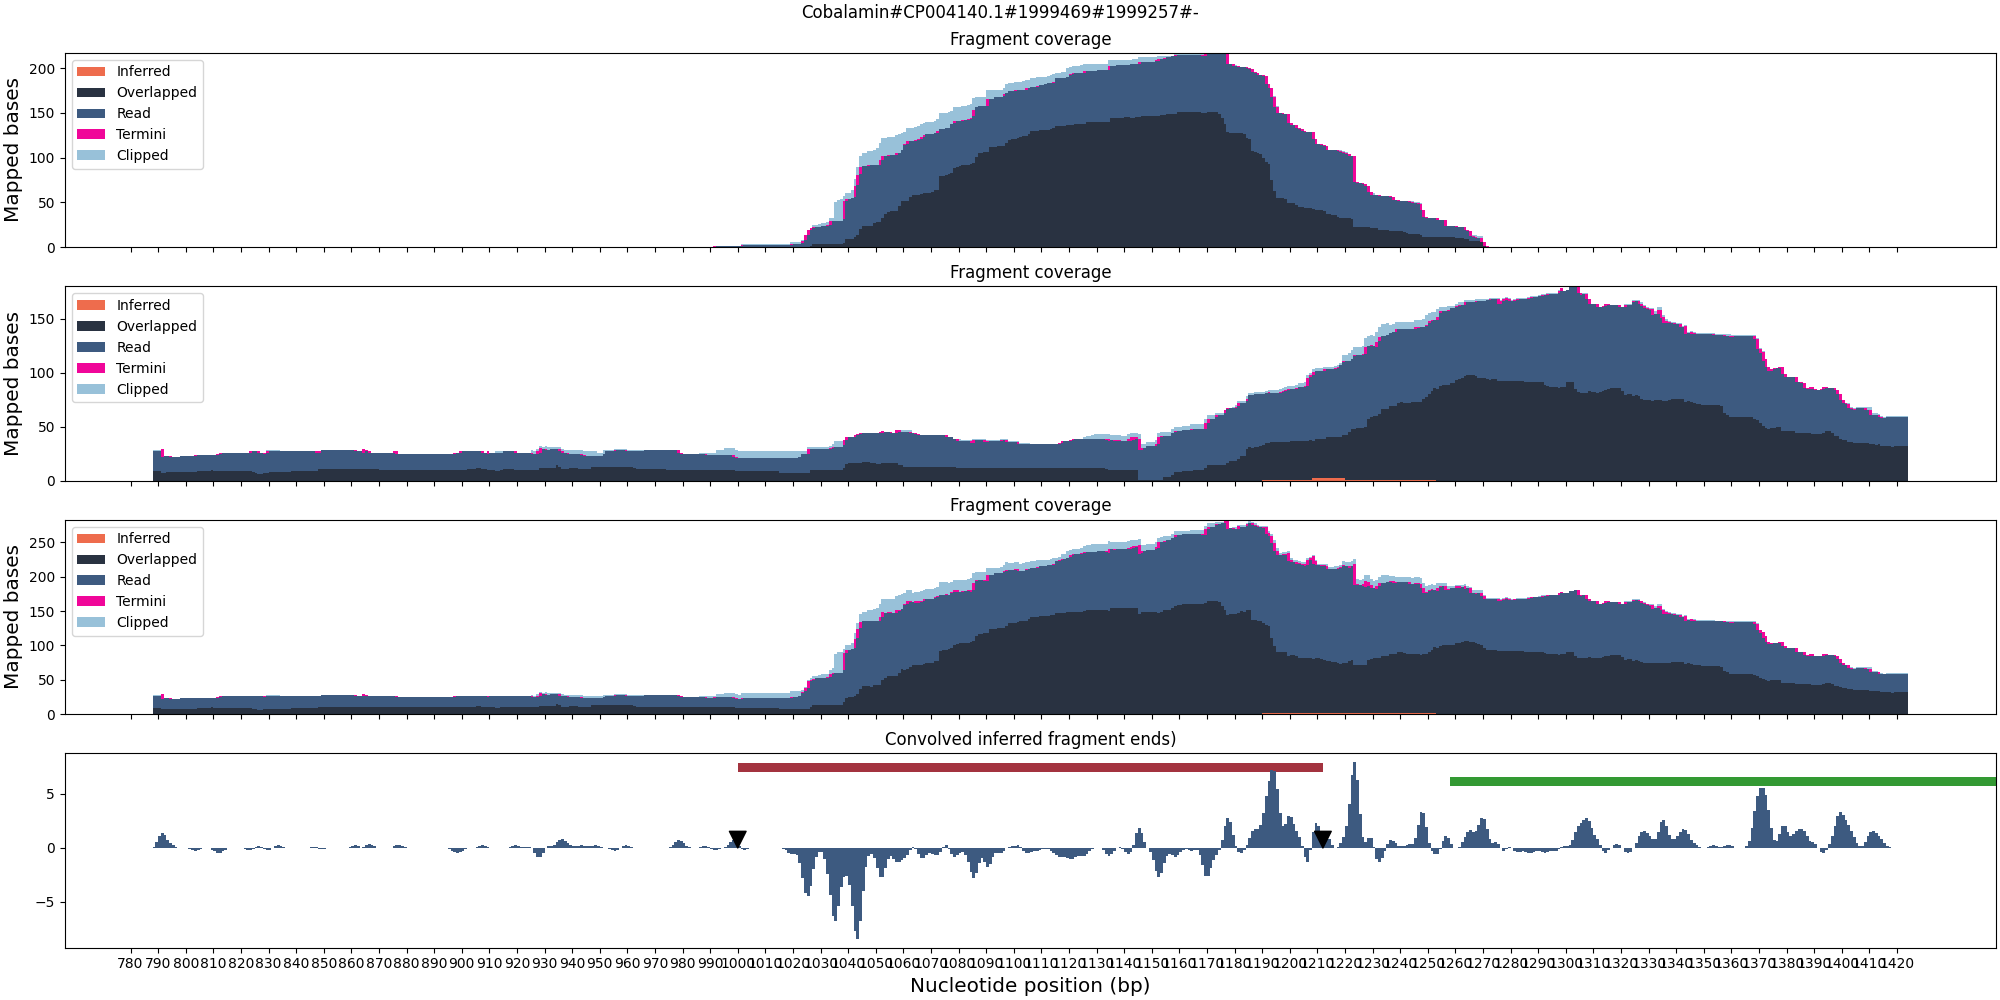 Cobalamin#CP004140.1#1999469#1999257#-
Fragment coverage
Mapped bases
200
150
100
50
0
Inferred
Overlapped
Read
Termini
Clipped
Fragment coverage
Mapped bases
150
100
50
0
Inferred
Overlapped
Read
Termini
Clipped
Fragment coverage
Mapped bases
250
200
150
100
50
0
Inferred
Overlapped
Read
Termini
Clipped
Convolved inferred fragment ends)
5
0
−5
780 790 800 810 820 830 840 850 860 870 880 890 900 910 920 930 940 950 960 970 980 990 1000 1010 1020 1030 1040 1050 1060 1070 1080 1090 1100 1110 1120 1130 1140 1150 1160 1170 1180 1190 1200 1210 1220 1230 1240 1250 1260 1270 1280 1290 1300 1310 1320 1330 1340 1350 1360 1370 1380 1390 1400 1410 1420
Nucleotide position (bp)